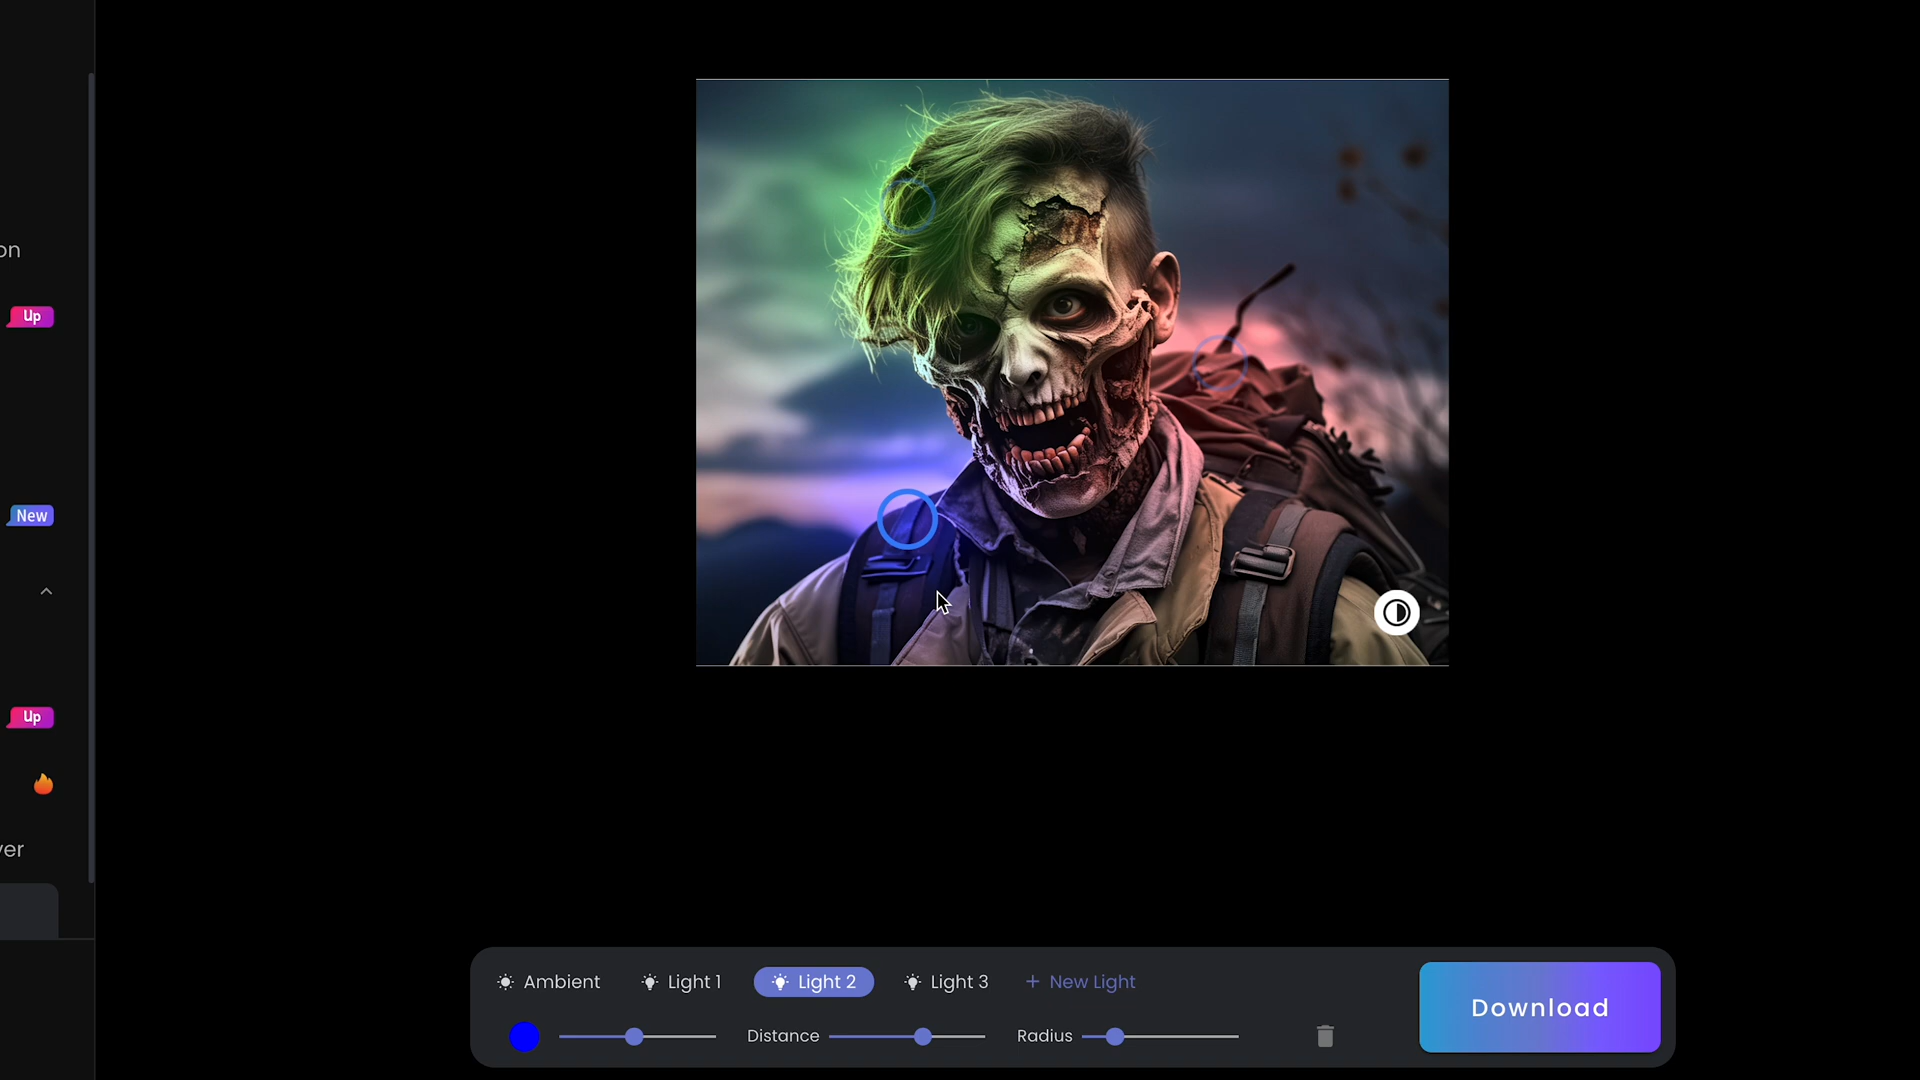 on
Up
New
Up
ver
Ambient
Light 1
Light 2
Light 3
+ New Light
Distance
Radius
Download